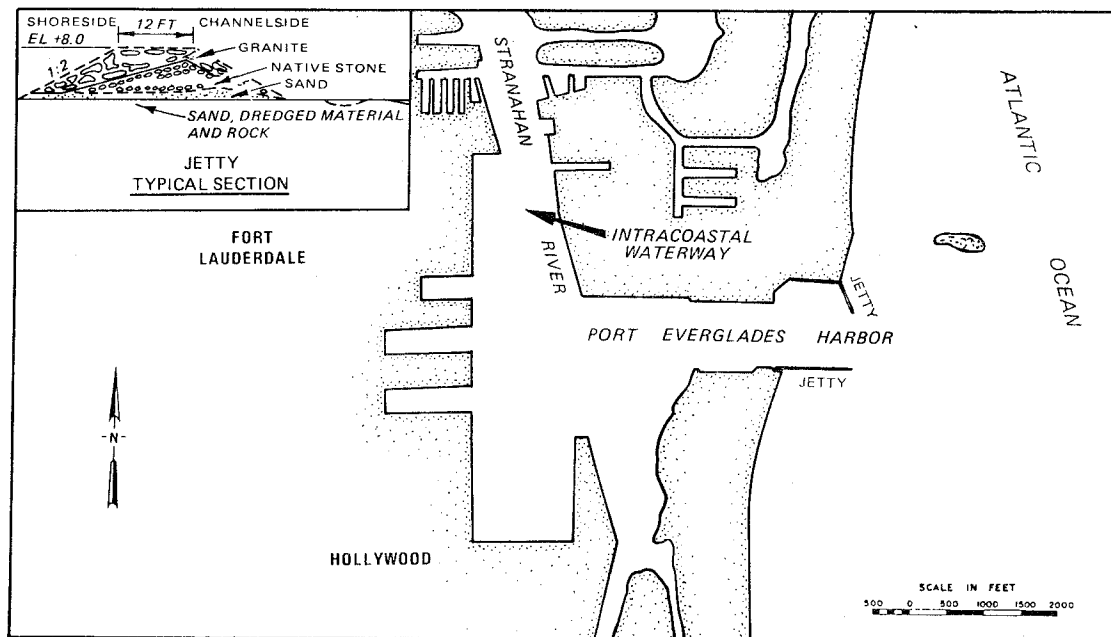 SHORESIDE
12 FT
CHANNELSIDE
EL +8.0
GRANITE
1:2
NATIVE STONE
SAND
SAND, DREDGED MATERIAL
AND ROCK
JETTY
TYPICAL SECTION
STRANAHAN
RIVER
INTRACOASTAL
WATERWAY
ATLANTIC
OCEAN
FORT
LAUDERDALE
JETTY
PORT EVERGLADES HARBOR
JETTY
-N-
HOLLYWOOD
SCALE IN FEET
500 0 500 1000 1500 2000